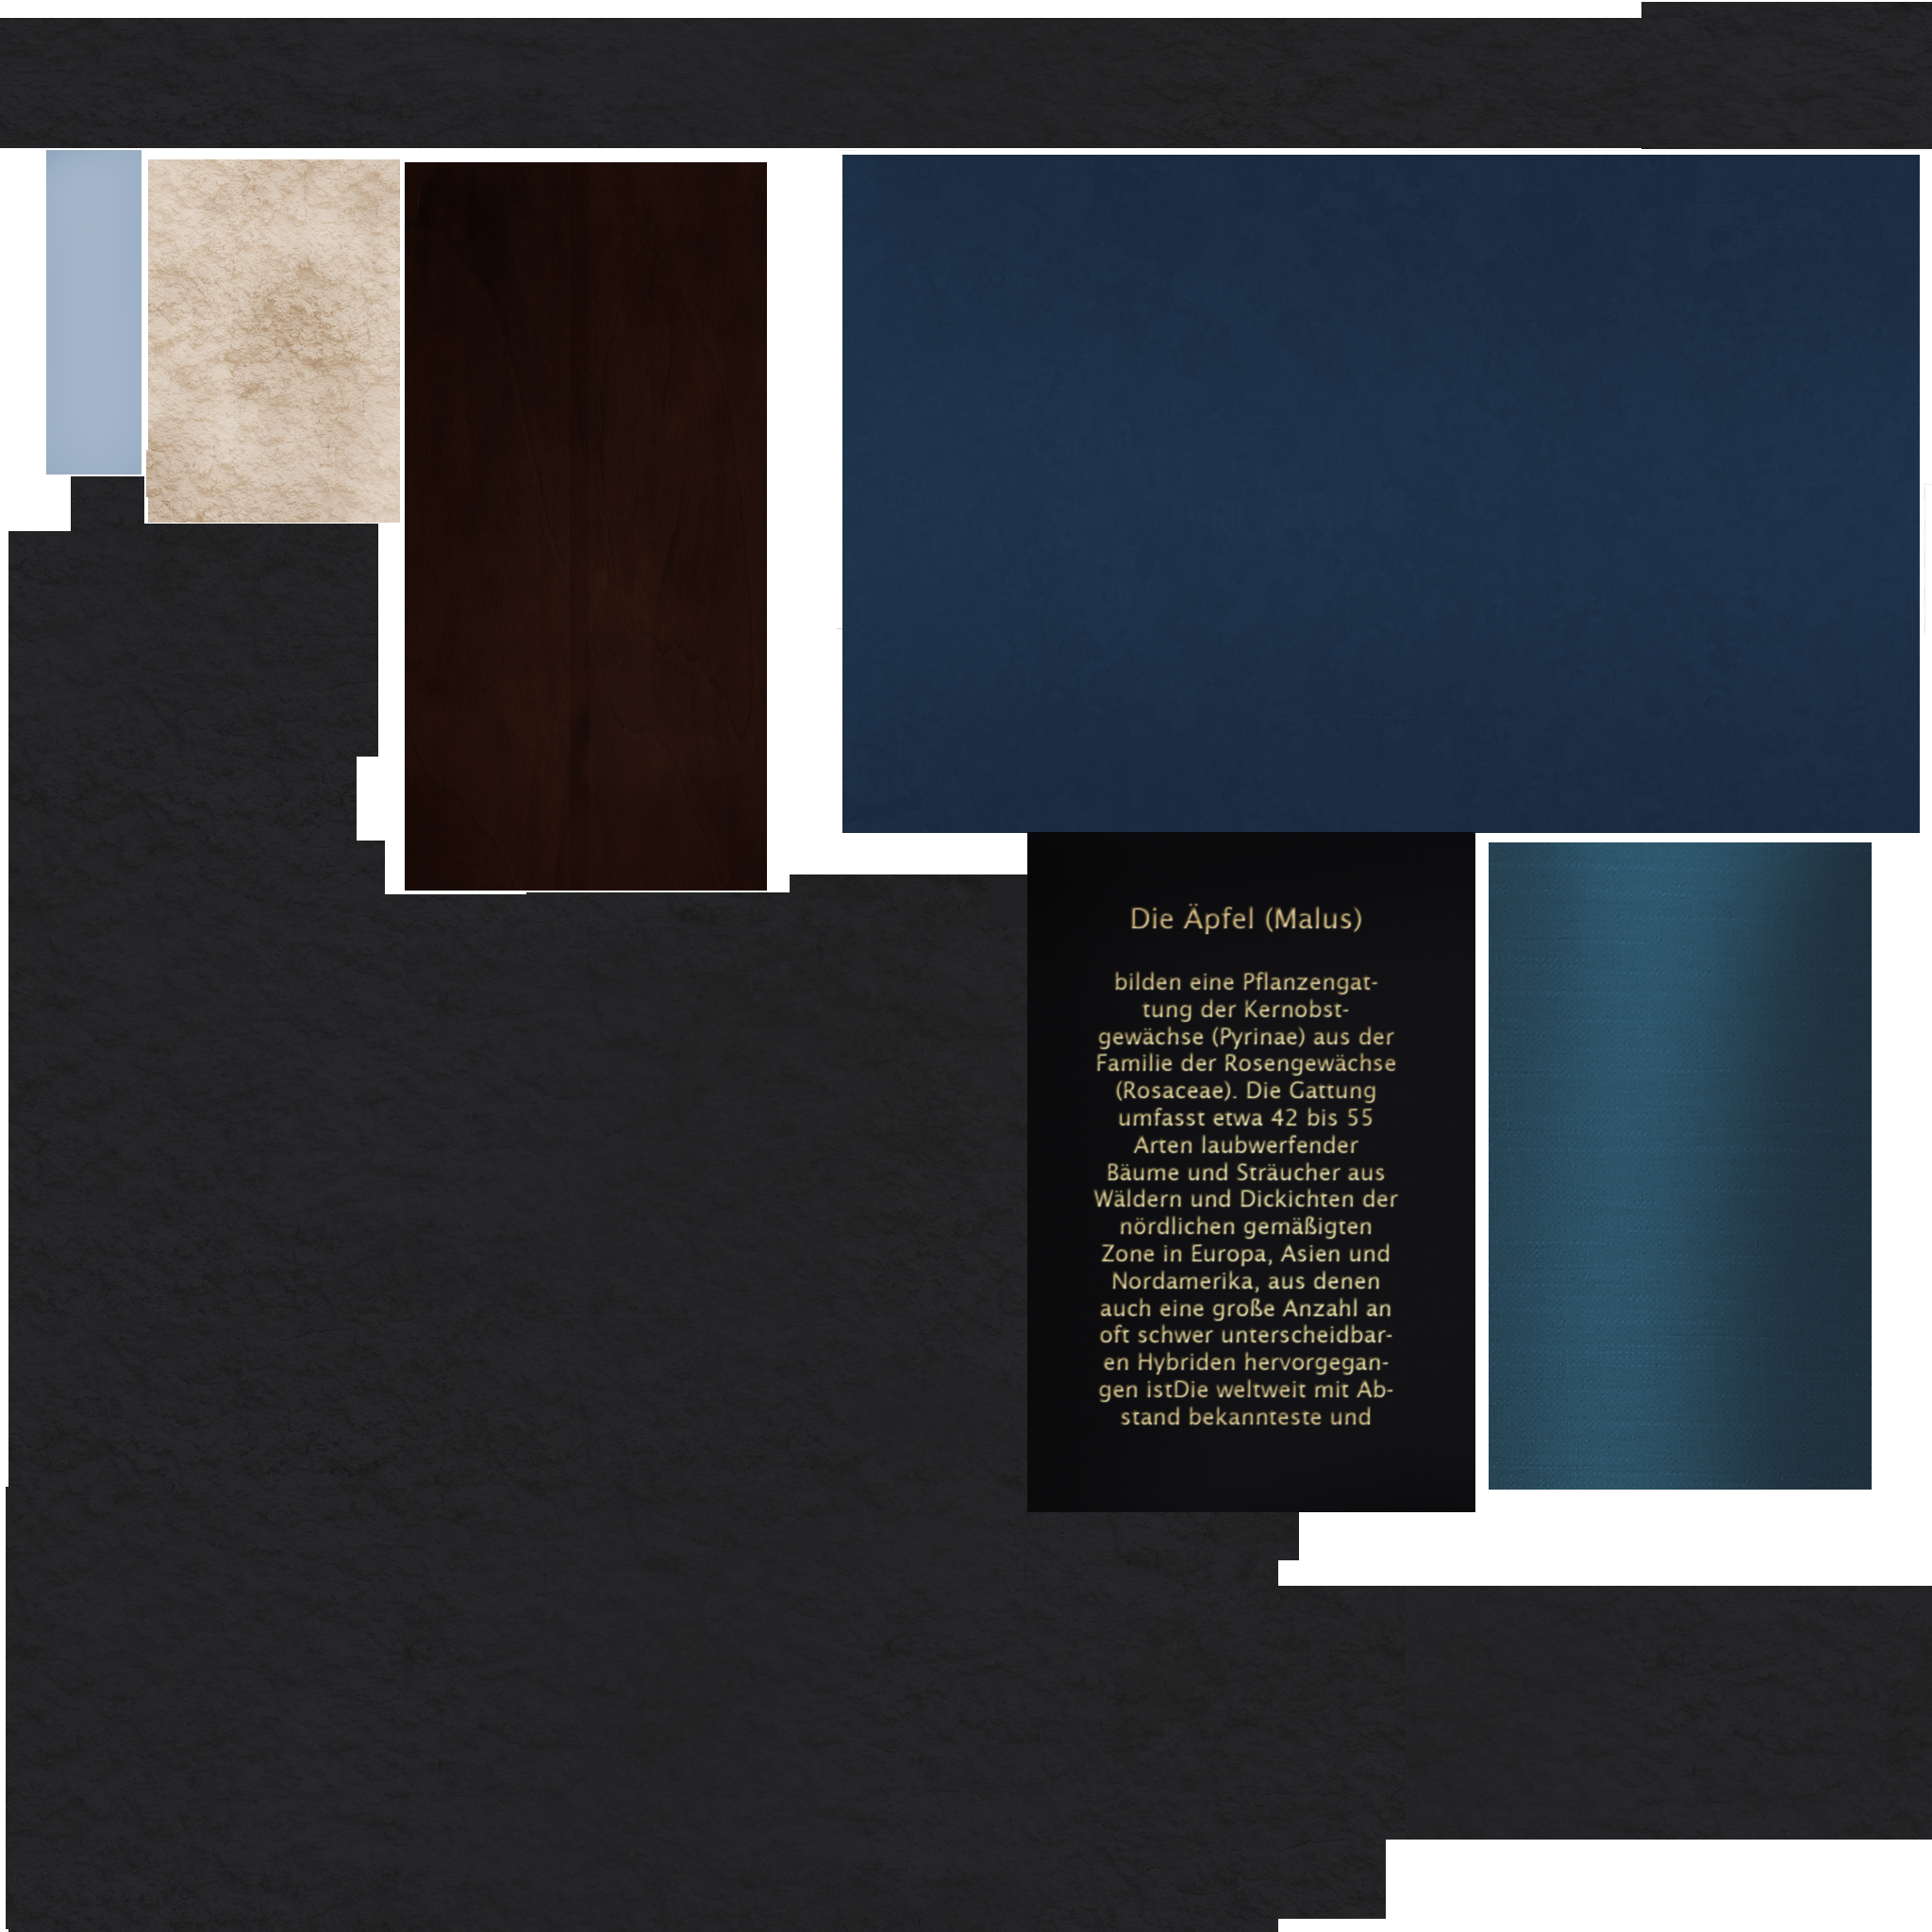 Die Äpfel (Malus)
bilden eine Pflanzengat-
tung der Kernobst-
gewächse (Pyrinae) aus der
Familie der Rosengewächse
(Rosaceae). Die Gattung
umfasst etwa 42 bis 55
Arten laubwerfender
Bäume und Sträucher aus
Wäldern und Dickichten der
nördlichen gemäßigten
Zone in Europa, Asien und
Nordamerika, aus denen
auch eine große Anzahl an
oft schwer unterscheidbar-
en Hybriden hervorgegan-
gen istDie weltweit mit Ab-
stand bekannteste und